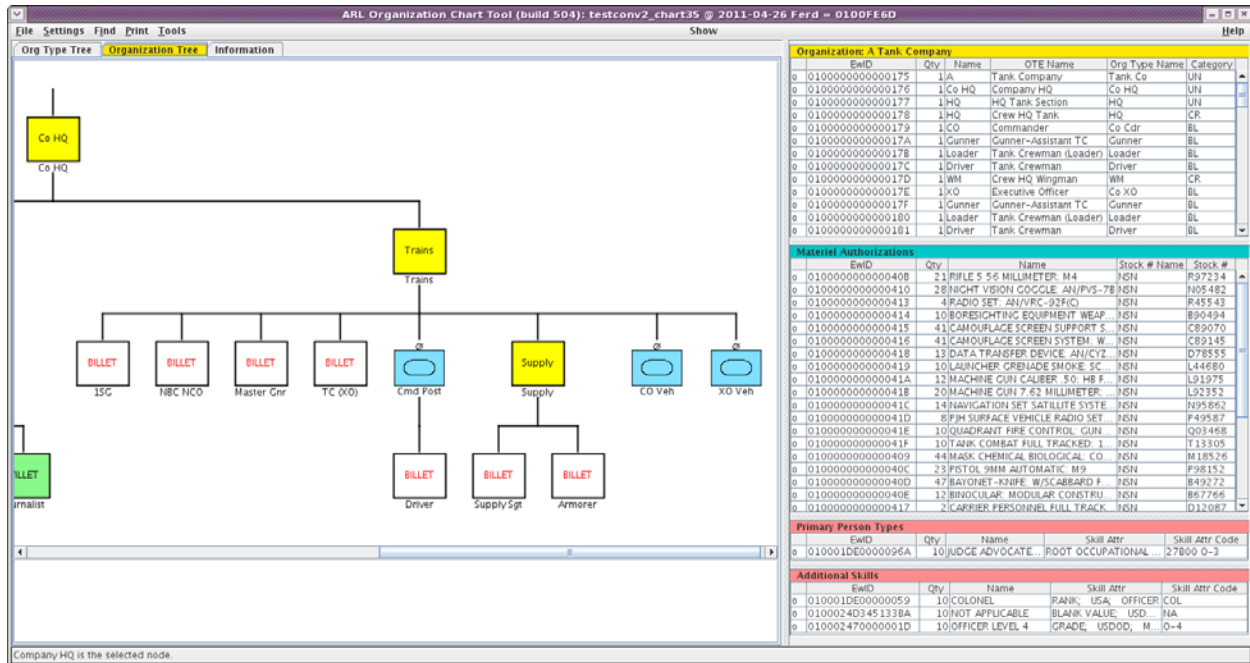 ARL Organization Chart Tool (build 504): testconv2_chart35 @ 2011-04-26 Ferd = 0100FE6D
File Settings Find Print Tools Show Help
Org Type Tree Organization Tree Information
Co HQ
Co HQ
Trains
Trains
BILLET BILLET BILLET BILLET Supply
1SG NBC NCO Master Gnr TC (XO) Cmd Post Supply CO Veh XO Veh
ILLET BILLET BILLET BILLET
urnalist Driver Supply Sgt Armorer
Organization: A Tank Company
EwID Qty Name OTE Name Org Type Name Category
o 0100000000000175 1 A Tank Company Tank Co UN
o 0100000000000176 1 Co HQ Company HQ Co HQ UN
o 0100000000000177 1 HQ HQ Tank Section HQ UN
o 0100000000000178 1 HQ Crew HQ Tank HQ CR
o 0100000000000179 1 CO Commander Co Cdr BL
o 010000000000017A 1 Gunner Gunner-Assistant TC Gunner BL
o 010000000000017B 1 Loader Tank Crewman (Loader) Loader BL
o 010000000000017C 1 Driver Tank Crewman Driver BL
o 010000000000017D 1 WM Crew HQ Wingman WM CR
o 010000000000017E 1 XO Executive Officer Co XO BL
o 010000000000017F 1 Gunner Gunner-Assistant TC Gunner BL
o 0100000000000180 1 Loader Tank Crewman (Loader) Loader BL
o 0100000000000181 1 Driver Tank Crewman Driver BL
Materiel Authorizations
EwID Qty Name Stock # Name Stock #
o 010000000000040B 21 RIFLE 5 56 MILLIMETER: M4 NSN R97234
o 0100000000000410 28 NIGHT VISION GOGGLE: AN/PVS-7B NSN N05482
o 0100000000000413 4 RADIO SET: AN/VRC-92F(C) NSN R45543
o 0100000000000414 10 BORESIGHTING EQUIPMENT WEAP... NSN B90494
o 0100000000000415 41 CAMOUFLAGE SCREEN SUPPORT S... NSN C89070
o 0100000000000416 41 CAMOUFLAGE SCREEN SYSTEM: W... NSN C89145
o 0100000000000418 13 DATA TRANSFER DEVICE: AN/CYZ... NSN D78555
o 0100000000000419 10 LAUNCHER GRENADE SMOKE: SC... NSN L44680
o 010000000000041A 12 MACHINE GUN CALIBER .50: HB F... NSN L91975
o 010000000000041B 20 MACHINE GUN 7.62 MILLIMETER: ... NSN L92352
o 010000000000041C 14 NAVIGATION SET SATILLITE SYSTE... NSN N95862
o 010000000000041D 8 PJH SURFACE VEHICLE RADIO SET... NSN P49587
o 010000000000041E 10 QUADRANT FIRE CONTROL: GUN... NSN Q03468
o 010000000000041F 10 TANK COMBAT FULL TRACKED: 1... NSN T13305
o 0100000000000409 44 MASK CHEMICAL BIOLOGICAL: CO... NSN M18526
o 010000000000040C 23 PISTOL 9MM AUTOMATIC: M9 NSN P98152
o 010000000000040D 47 BAYONET-KNIFE: W/SCABBARD F... NSN B49272
o 010000000000040E 12 BINOCULAR: MODULAR CONSTRU... NSN B67766
o 0100000000000417 2 CARRIER PERSONNEL FULL TRACK... NSN D12087
Primary Person Types
EwID Qty Name Skill Attr Skill Attr Code
o 010001DE0000096A 10 JUDGE ADVOCATE... ROOT OCCUPATIONAL ... 27B00 O-3
Additional Skills
EwID Qty Name Skill Attr Skill Attr Code
o 010001DE00000059 10 COLONEL RANK; USA; OFFICER COL
o 0100024D345133BA 10 NOT APPLICABLE BLANK VALUE; USD... NA
o 010002470000001D 10 OFFICER LEVEL 4 GRADE; USDOD; M... O-4
Company HQ is the selected node.